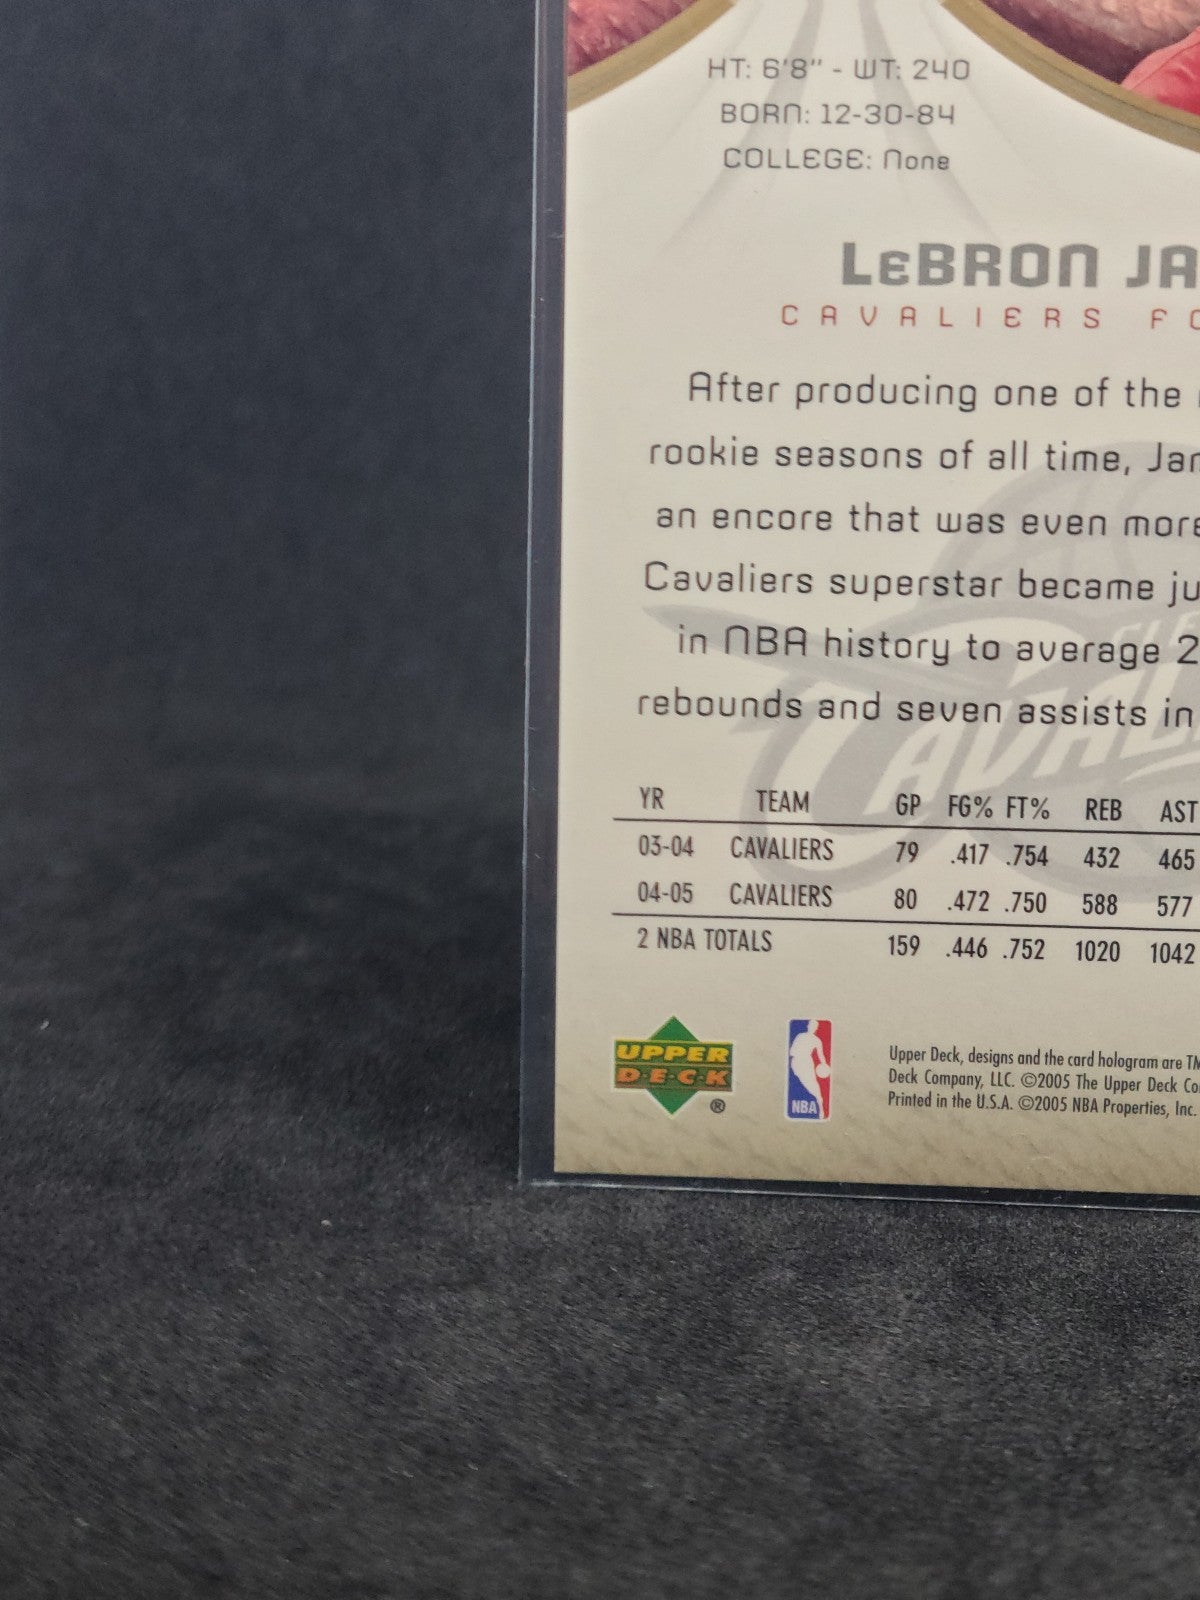 HT: 6'8" - WT: 240
BORN: 12-30-84
COLLEGE: None
LeBRON JA
CAVALIERS FO
After producing one of the
rookie seasons of all time, Jam
an encore that was even more
Cavaliers superstar became ju
in NBA history to average 2
rebounds and seven assists in
YR TEAM GP FG% FT% REB AST
03-04 CAVALIERS 79 .417 .754 432 465
04-05 CAVALIERS 80 .472 .750 588 577
2 NBA TOTALS 159 .446 .752 1020 1042
UPPER
DECK
®
NBA
Upper Deck, designs and the card hologram are TM
Deck Company, LLC. ©2005 The Upper Deck Co
Printed in the U.S.A. ©2005 NBA Properties, Inc.
CAVAL